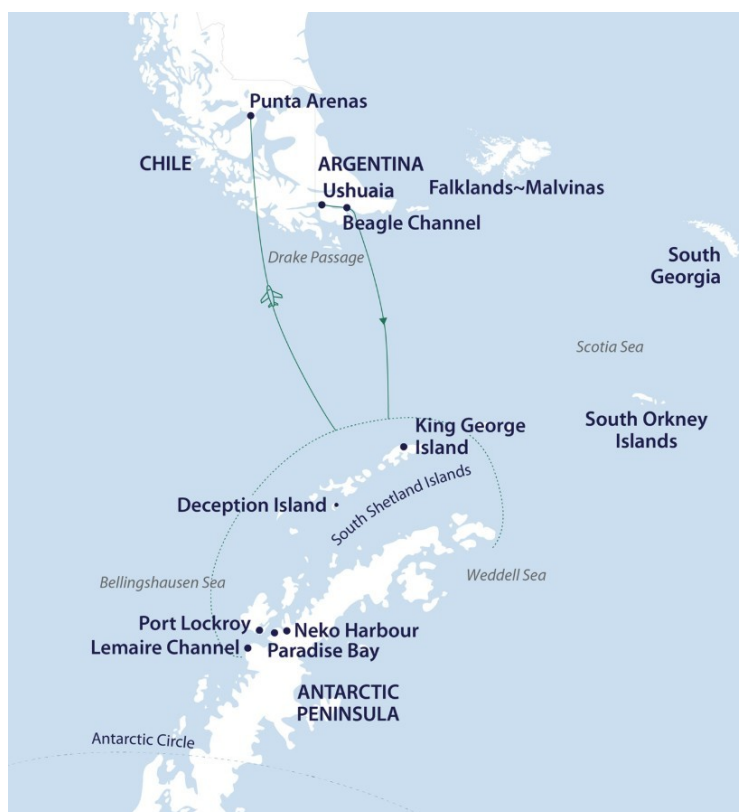 Punta Arenas
CHILE
ARGENTINA
Ushuaia
Falklands~Malvinas
Beagle Channel
Drake Passage
South
Georgia
Scotia Sea
King George
Island
South Orkney
Islands
Deception Island
South Shetland Islands
Bellingshausen Sea
Weddell Sea
Port Lockroy
Neko Harbour
Lemaire Channel
Paradise Bay
ANTARCTIC
PENINSULA
Antarctic Circle